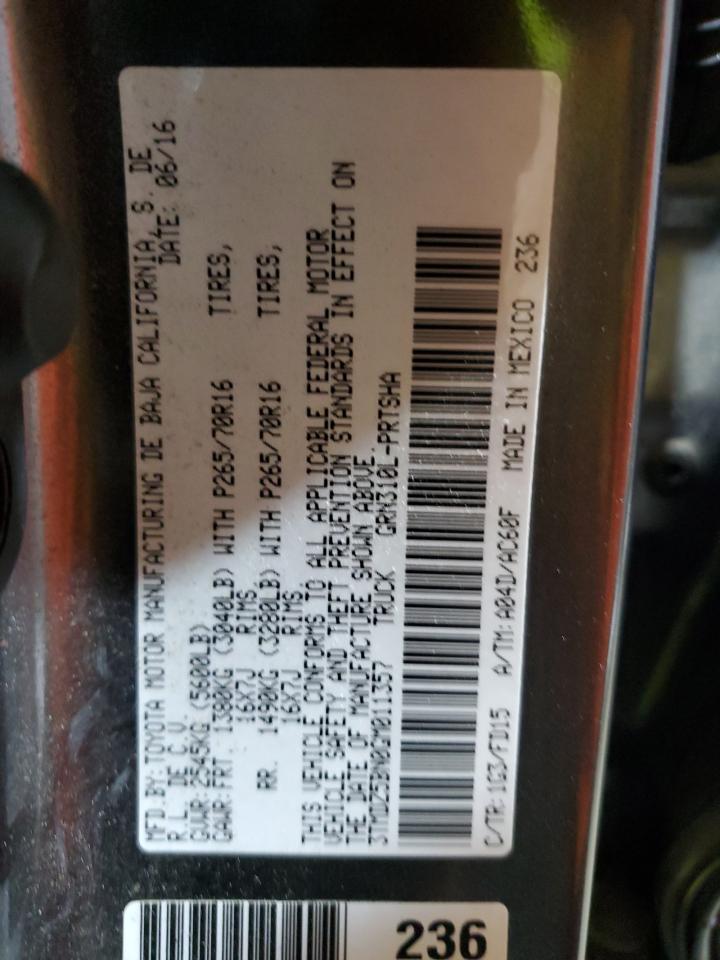 MFD.BY:TOYOTA MOTOR MANUFACTURING DE BAJA CALIFORNIA, S. DE
R.L. DE C.V. DATE: 06/16
GVWR:2545KG (5600LB)
GAWR:FRT. 1380KG (3040LB) WITH P265/70R16 TIRES,
16X7J RIMS
RR. 1490KG (3280LB) WITH P265/70R16 TIRES,
16X7J RIMS
THIS VEHICLE CONFORMS TO ALL APPLICABLE FEDERAL MOTOR
VEHICLE SAFETY AND THEFT PREVENTION STANDARDS IN EFFECT ON
THE DATE OF MANUFACTURE SHOWN ABOVE.
3TMDZ5BN0GM011357 TRUCK GRN310L-PRTSHA
C/TR:1G3/FD15 A/TM:A04D/AC60F MADE IN MEXICO 236
236